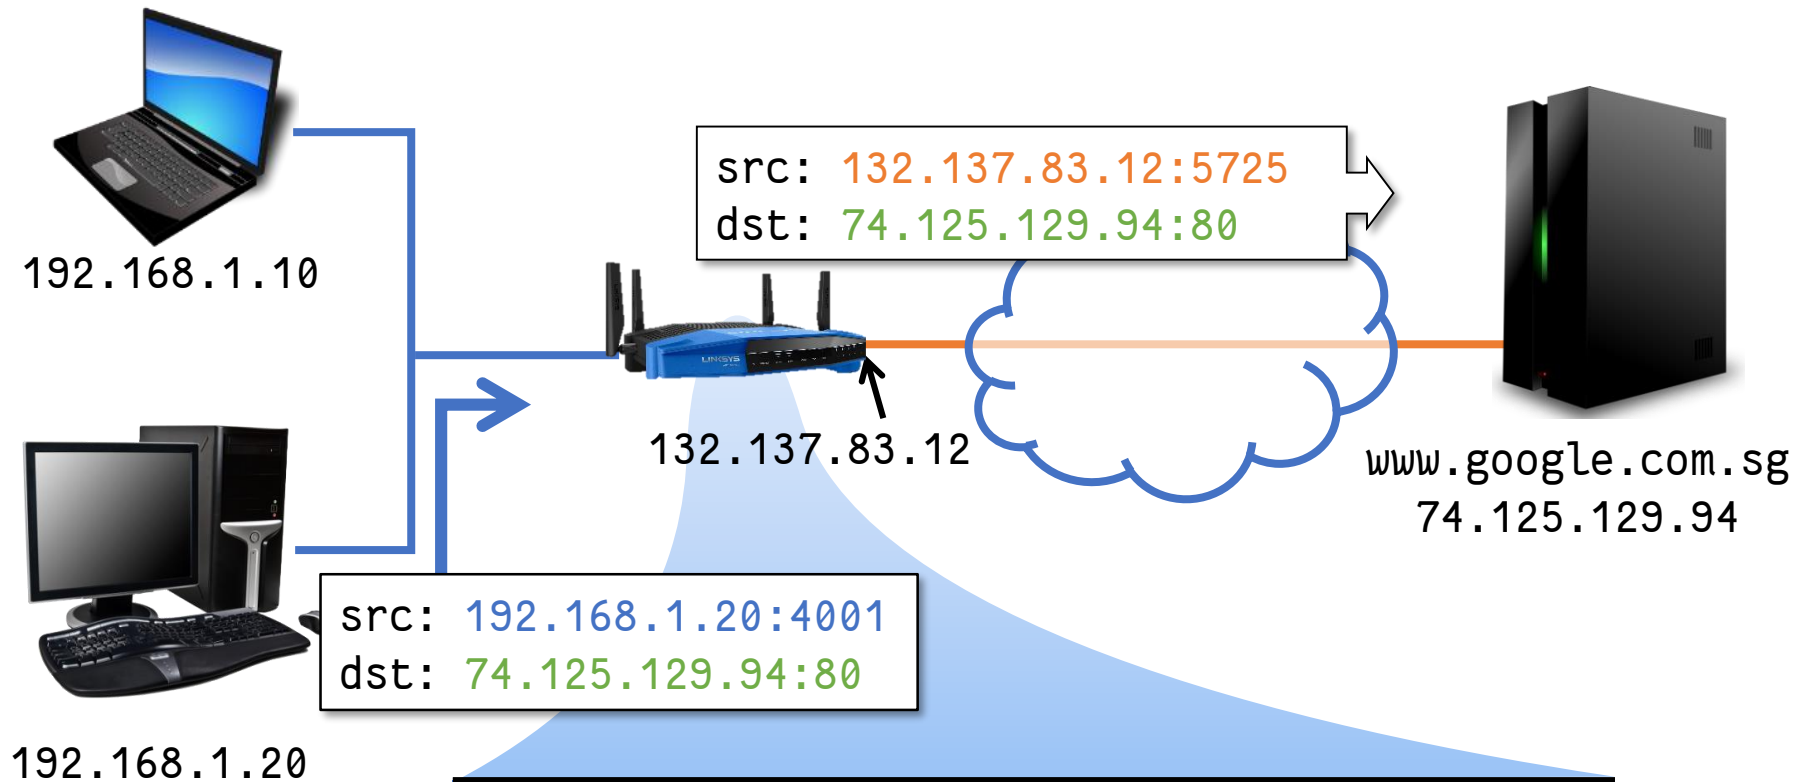 src: 132.137.83.12:5725
dst: 74.125.129.94:80
192.168.1.10
LINKSYS
132.137.83.12
www.google.com.sg
74.125.129.94
src: 192.168.1.20:4001
dst: 74.125.129.94:80
192.168.1.20